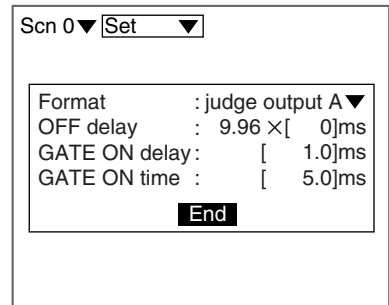 Scn 0▼ Set ▼
Format : judge output A▼
OFF delay : 9.96 ×[ 0]ms
GATE ON delay : [ 1.0]ms
GATE ON time : [ 5.0]ms
End